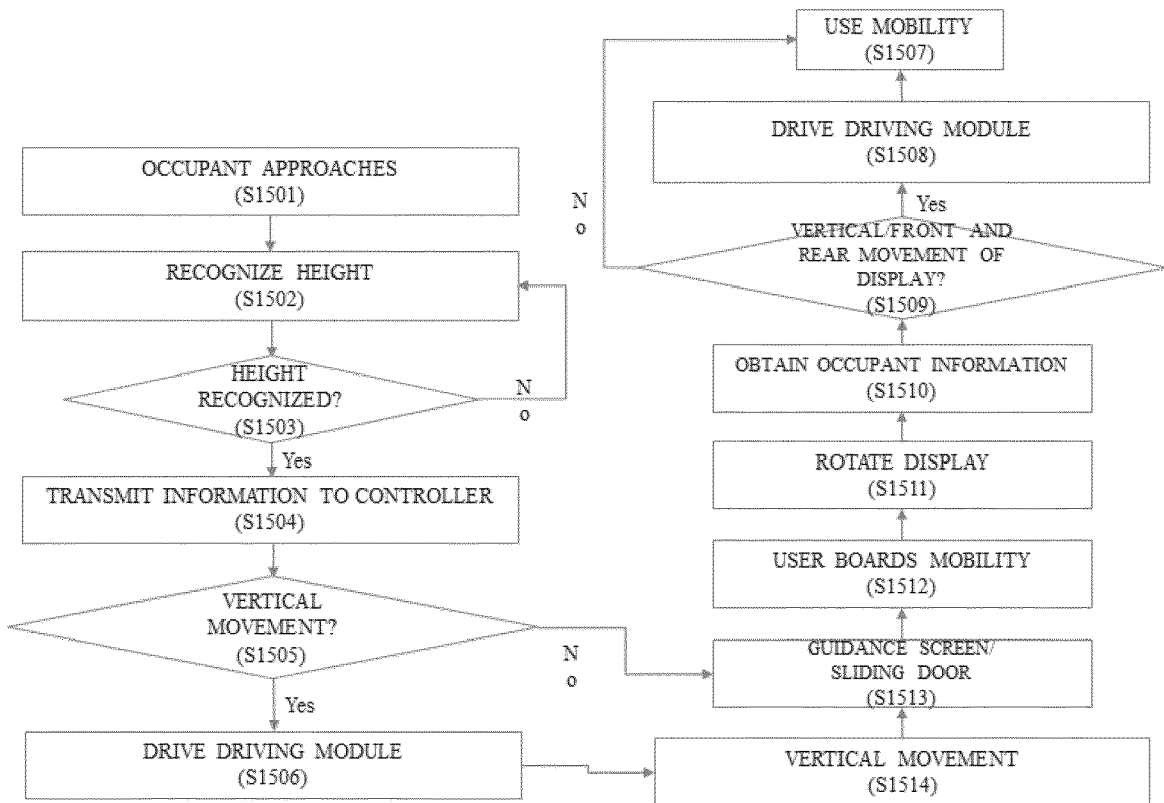 OCCUPANT APPROACHES
(S1501)
RECOGNIZE HEIGHT
(S1502)
HEIGHT
RECOGNIZED?
(S1503)
N
o
Yes
TRANSMIT INFORMATION TO CONTROLLER
(S1504)
VERTICAL
MOVEMENT?
(S1505)
N
o
Yes
DRIVE DRIVING MODULE
(S1506)
USE MOBILITY
(S1507)
DRIVE DRIVING MODULE
(S1508)
N
o
Yes
VERTICAL/FRONT AND
REAR MOVEMENT OF
DISPLAY?
(S1509)
OBTAIN OCCUPANT INFORMATION
(S1510)
ROTATE DISPLAY
(S1511)
USER BOARDS MOBILITY
(S1512)
GUIDANCE SCREEN/
SLIDING DOOR
(S1513)
VERTICAL MOVEMENT
(S1514)